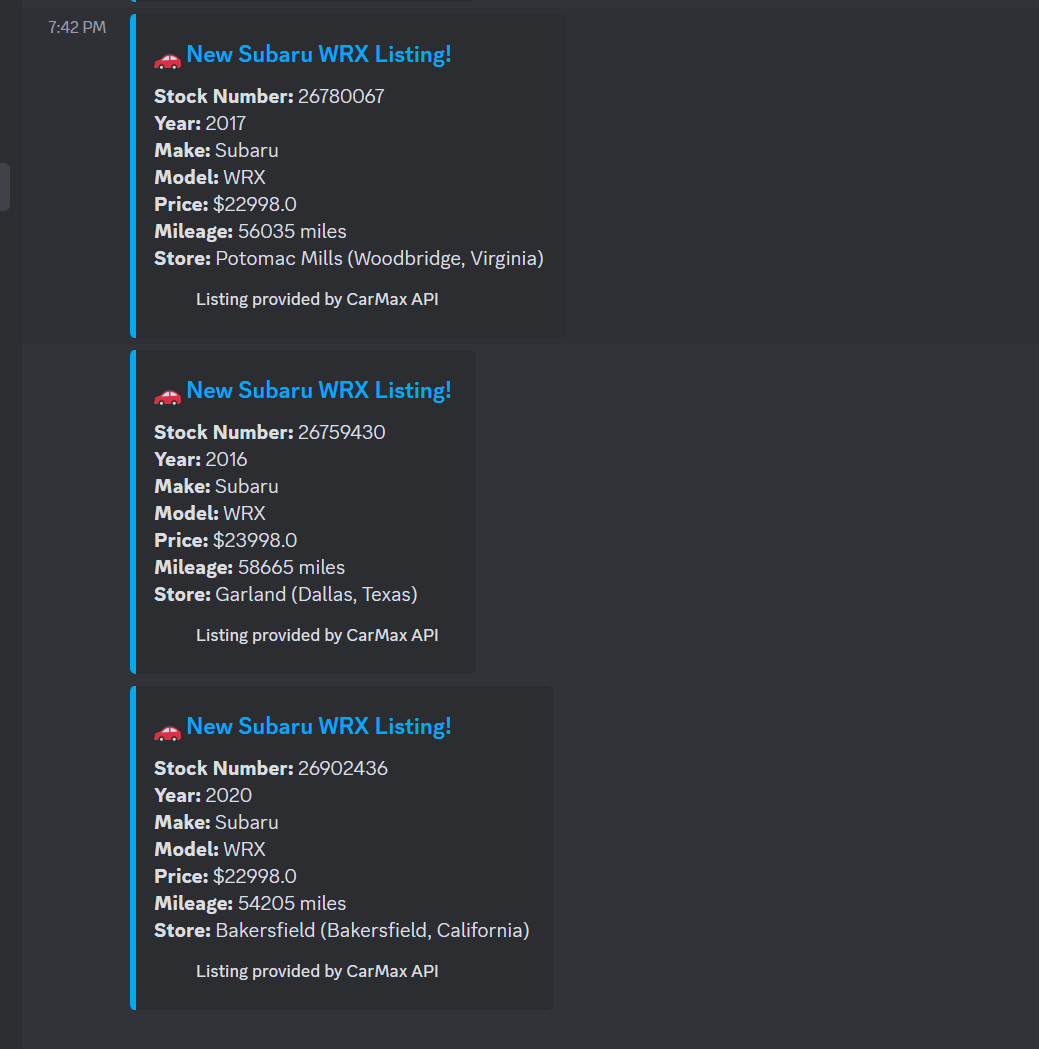 7:42 PM
New Subaru WRX Listing!
Stock Number: 26780067
Year: 2017
Make: Subaru
Model: WRX
Price: $22998.0
Mileage: 56035 miles
Store: Potomac Mills (Woodbridge, Virginia)
Listing provided by CarMax API
New Subaru WRX Listing!
Stock Number: 26759430
Year: 2016
Make: Subaru
Model: WRX
Price: $23998.0
Mileage: 58665 miles
Store: Garland (Dallas, Texas)
Listing provided by CarMax API
New Subaru WRX Listing!
Stock Number: 26902436
Year: 2020
Make: Subaru
Model: WRX
Price: $22998.0
Mileage: 54205 miles
Store: Bakersfield (Bakersfield, California)
Listing provided by CarMax API